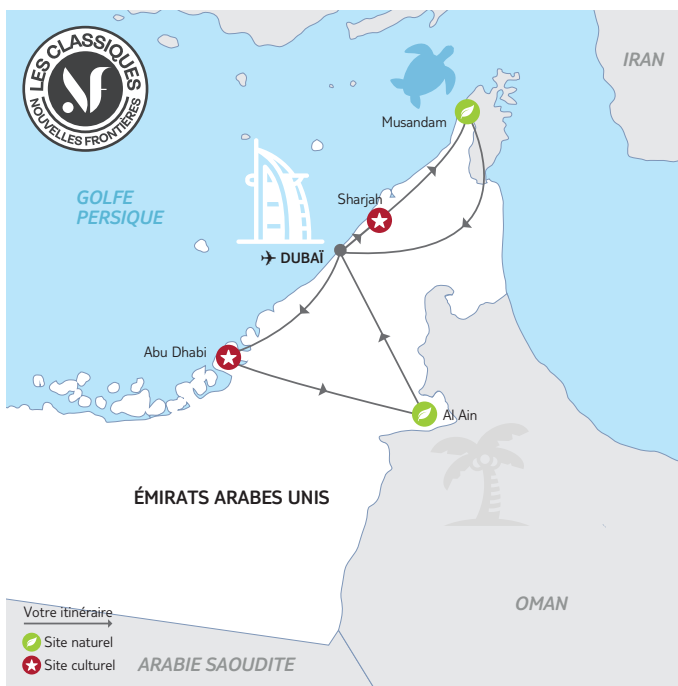 LES CLASSIQUES
NF
NOUVELLES FRONTIÈRES
IRAN
Musandam
GOLFE
PERSIQUE
Sharjah
DUBAÏ
Abu Dhabi
Al Ain
ÉMIRATS ARABES UNIS
OMAN
Votre itinéraire
Site naturel
Site culturel
ARABIE SAOUDITE